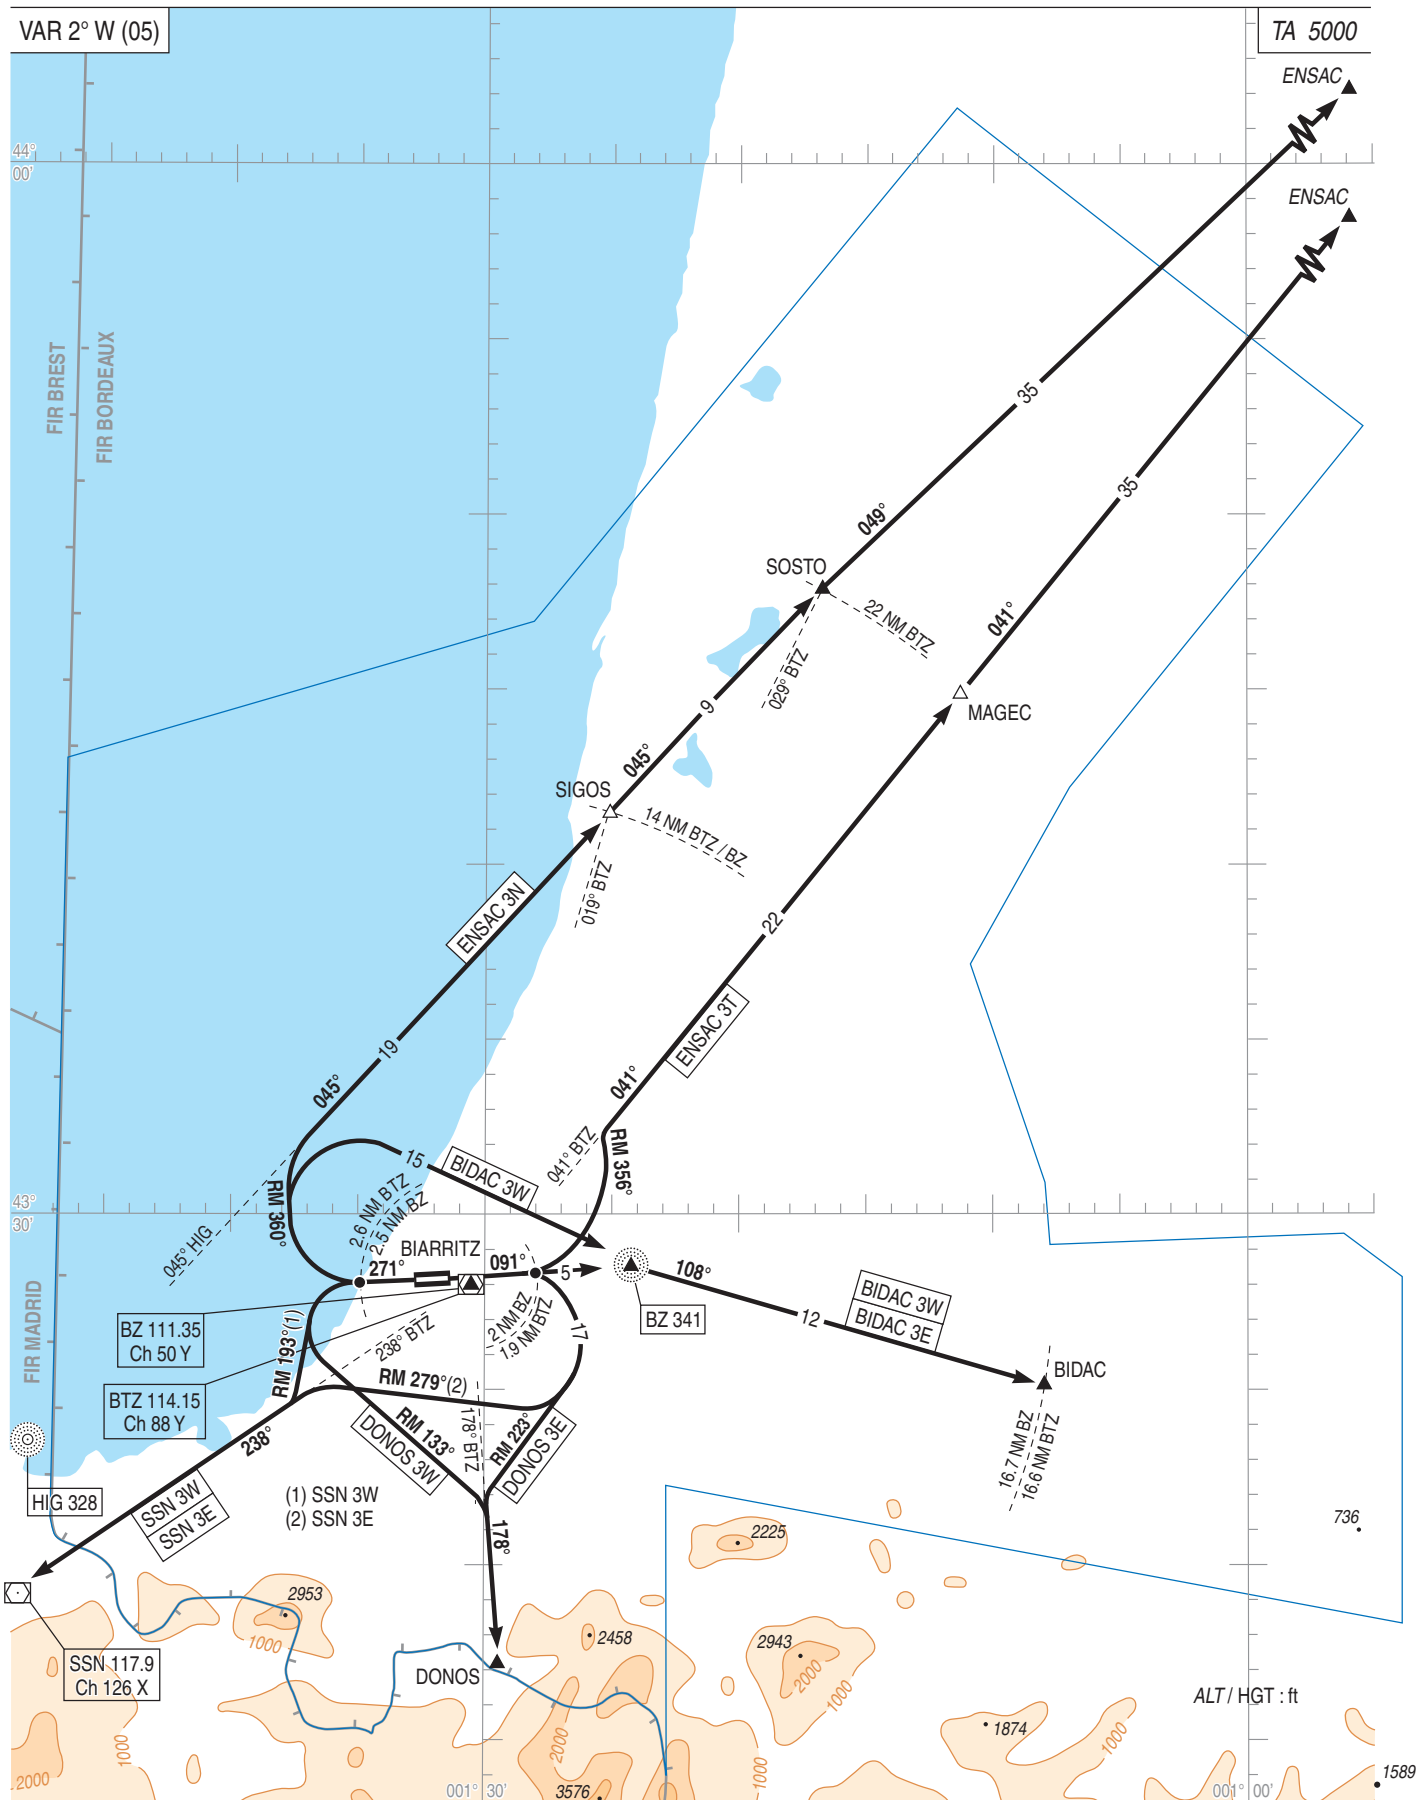 VAR 2° W (05)
TA 5000
ENSAC
44°
00'
ENSAC
FIR BREST
FIR BORDEAUX
35
35
049°
SOSTO
22 NM BTZ
041°
029° BTZ
9
MAGEC
045°
SIGOS
14 NM BTZ / BZ
019° BTZ
ENSAC 3N
22
ENSAC 3T
19
045°
041°
15
BIDAC 3W
041° BTZ
RM 356°
RM 360°
43°
30'
2.6 NM BTZ
2.5 NM BZ
045° HIG
BIARRITZ
271°
091°
5
108°
BZ 341
BIDAC 3W
BIDAC 3E
12
FIR MADRID
BZ 111.35
Ch 50 Y
RM 193°(1)
238° BTZ
2 NM BZ
1.9 NM BTZ
17
BIDAC
BTZ 114.15
Ch 88 Y
RM 279°(2)
RM 133°
DONOS 3W
178° BTZ
RM 223°
DONOS 3E
16.7 NM BZ
16.6 NM BTZ
238°
HIG 328
SSN 3W
SSN 3E
(1) SSN 3W
(2) SSN 3E
178°
736
2225
2953
1000
2458
2943
2000
1000
SSN 117.9
Ch 126 X
DONOS
ALT / HGT : ft
1874
1000
1000
2000
2000
3576
1000
1589
001° 30'
001° 00'